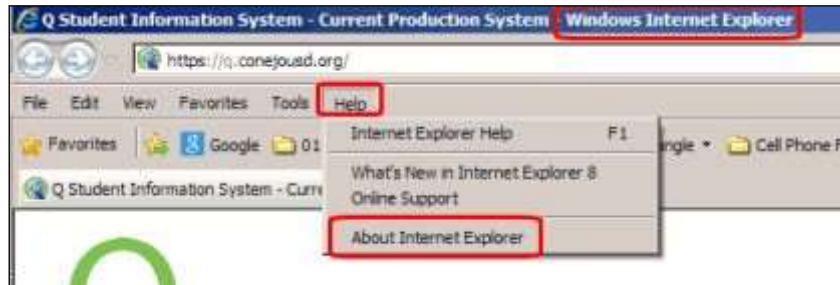 Q Student Information System - Current Production System - Windows Internet Explorer
https://q.conejousd.org/
File Edit View Favorites Tools Help
Internet Explorer Help F1
Favorites Google 01 Cell Phone
What's New in Internet Explorer 8
Q Student Information System - Curre
Online Support
About Internet Explorer